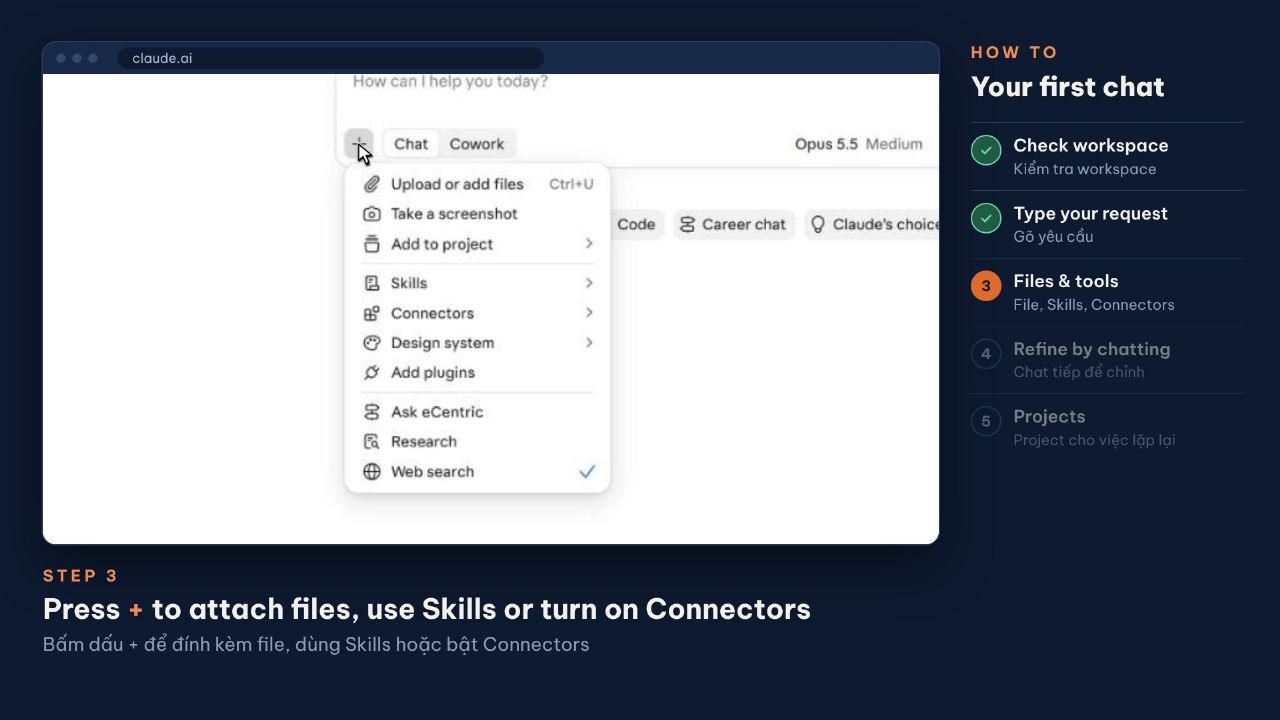 claude.ai
How can I help you today?
Chat
Cowork
Opus 5.5 Medium
Upload or add files Ctrl+U
Take a screenshot
Add to project
Skills
Connectors
Design system
Add plugins
Ask eCentric
Research
Web search
Code
Career chat
Claude's choice
STEP 3
Press + to attach files, use Skills or turn on Connectors
Bấm dấu + để đính kèm file, dùng Skills hoặc bật Connectors
HOW TO
Your first chat
Check workspace
Kiểm tra workspace
Type your request
Gõ yêu cầu
3
Files & tools
File, Skills, Connectors
4
Refine by chatting
Chat tiếp để chỉnh
5
Projects
Project cho việc lặp lại